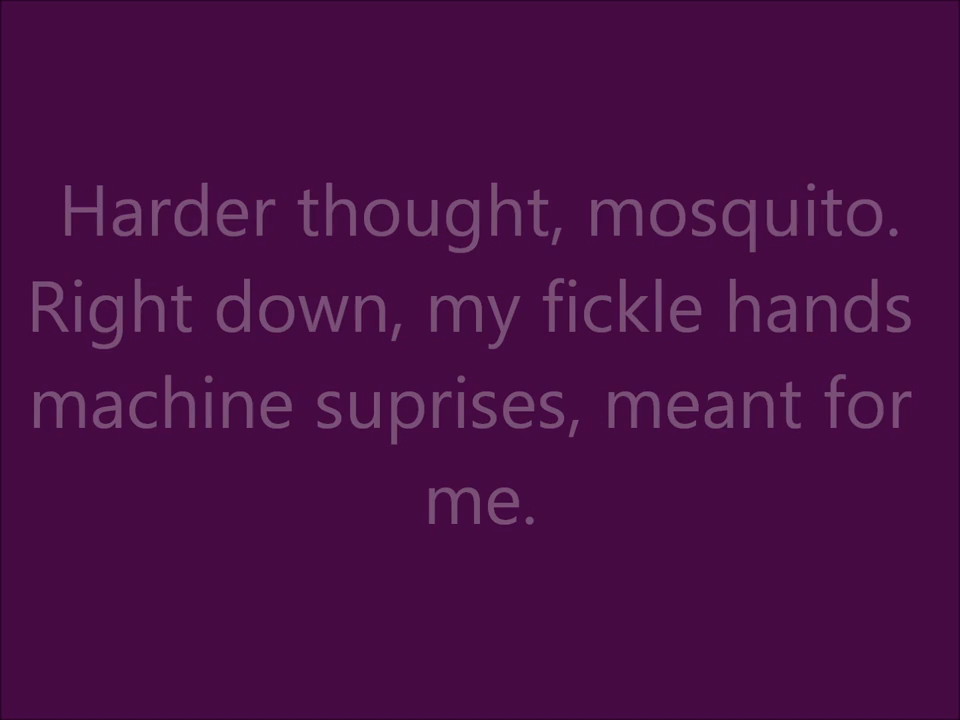 Harder thought, mosquito.
Right down, my fickle hands
machine suprises, meant for
me.